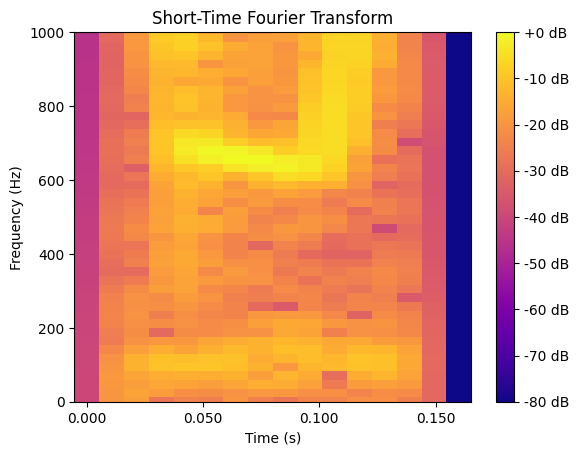 Short-Time Fourier Transform
1000
800
600
400
200
0
Frequency (Hz)
0.000
0.050
0.100
0.150
Time (s)
+0 dB
-10 dB
-20 dB
-30 dB
-40 dB
-50 dB
-60 dB
-70 dB
-80 dB